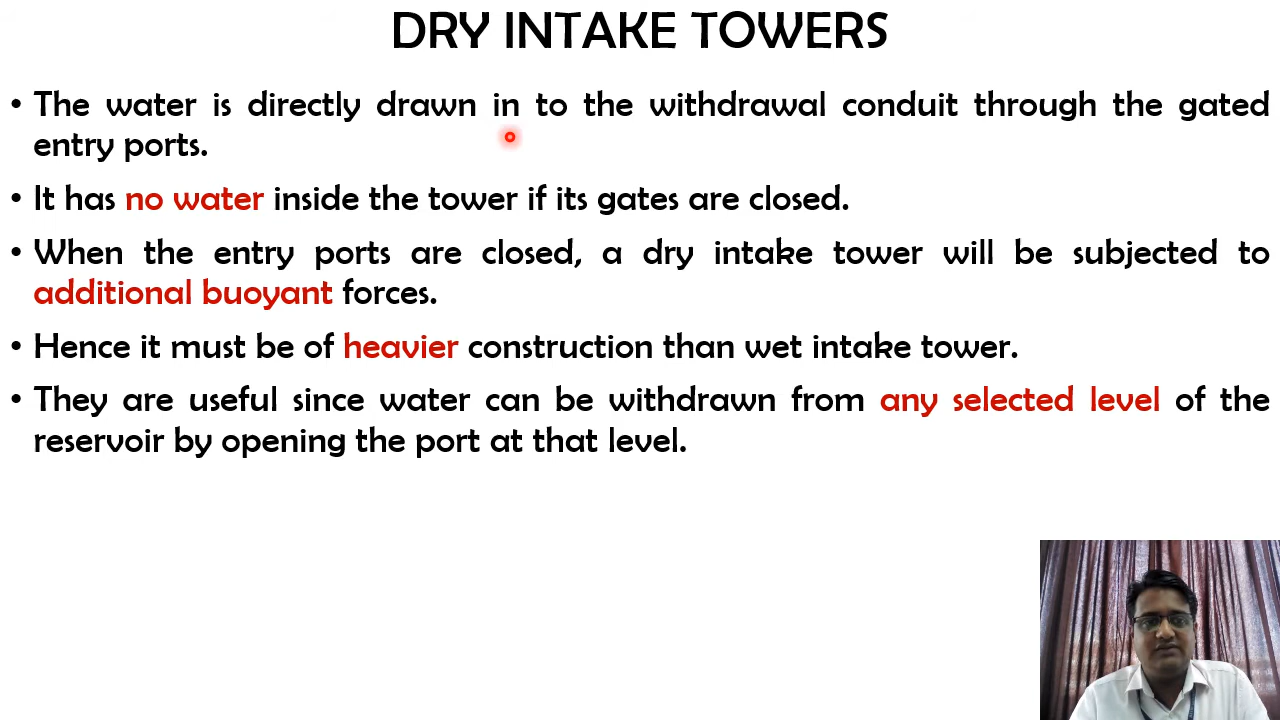 DRY INTAKE TOWERS
• The water is directly drawn in to the withdrawal conduit through the gated
entry ports.
• It has no water inside the tower if its gates are closed.
• When the entry ports are closed, a dry intake tower will be subjected to
additional buoyant forces.
• Hence it must be of heavier construction than wet intake tower.
• They are useful since water can be withdrawn from any selected level of the
reservoir by opening the port at that level.